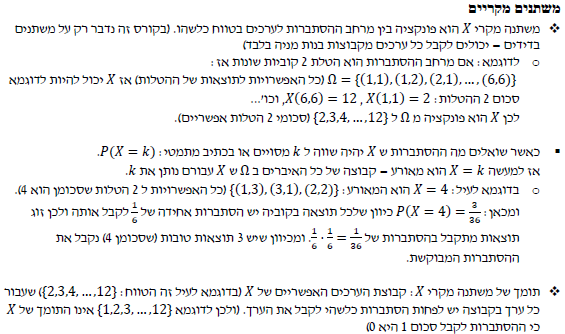 משתנים מקריים
❖ משתנה מקרי X הוא פונקציה בין מרחב ההסתברות לערכים בטווח כלשהו. (בקורס זה נדבר רק על משתנים
בדידים – יכולים לקבל כל ערכים מקבוצות בנות מניה בלבד)
○ לדוגמא: אם מרחב ההסתברות הוא הטלת 2 קוביות שונות אז:
Ω = {(1,1), (1,2), (2,1), … , (6,6)} (כל האפשרויות לתוצאות של ההטלות) אז X יכול להיות לדוגמא
סכום 2 ההטלות: X(1,1) = 2, X(6,6) = 12, וכו'...
לכן X הוא פונקציה מ Ω ל {2,3,4, … ,12} (סכומי 2 הטלות אפשריים).
▪ כאשר שואלים מה ההסתברות ש X יהיה שווה ל k מסויים או בכתיב מתמטי: P(X = k).
אז למעשה X = k הוא מאורע – קבוצה של כל האיברים ב Ω ש X עבורם נותן את k.
○ בדוגמא לעיל: X = 4 הוא המאורע: {(1,3), (3,1), (2,2)} (כל האפשרויות ל 2 הטלות שסכומן הוא 4).
ומכאן: P(X = 4) = 3/36 כיוון שלכל תוצאה בקוביה יש הסתברות אחידה של 1/6 לקבל אותה ולכן זוג
תוצאות מתקבל בהסתברות של 1/6 · 1/6 = 1/36. ומכיוון שיש 3 תוצאות טובות (שסכומן 4) נקבל את
ההסתברות המבוקשת.
❖ תומך של משתנה מקרי X: קבוצת הערכים האפשריים של X (בדוגמא לעיל זה הטווח: {2,3,4, … ,12}) שעבור
כל ערך בקבוצה יש לפחות הסתברות כלשהי לקבל את הערך. (ולכן לדוגמא {1,2,3, … ,12} אינו התומך של X
כי ההסתברות לקבל סכום 1 היא 0)